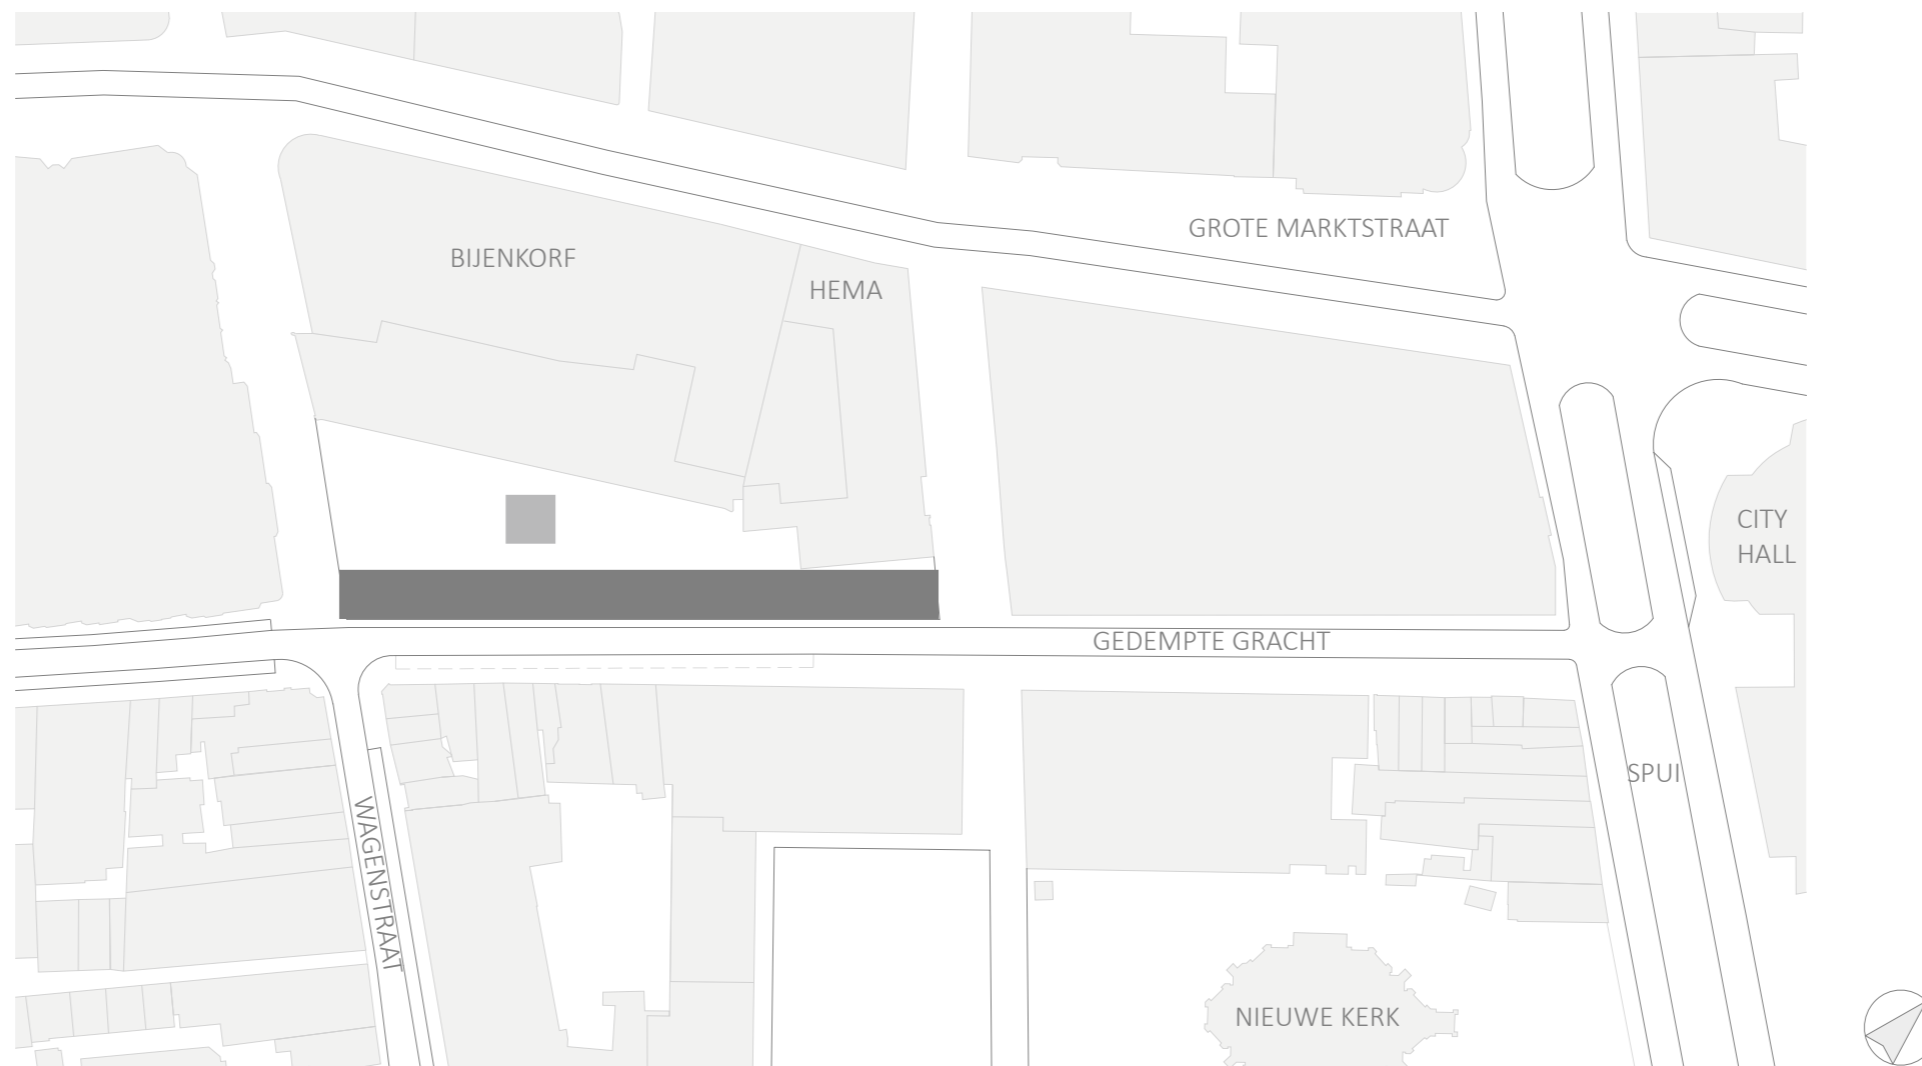 GROTE MARKTSTRAAT
BIJENKORF
HEMA
CITY
HALL
GEDEMPTE GRACHT
SPUI
WAGENSTRAAT
NIEUWE KERK